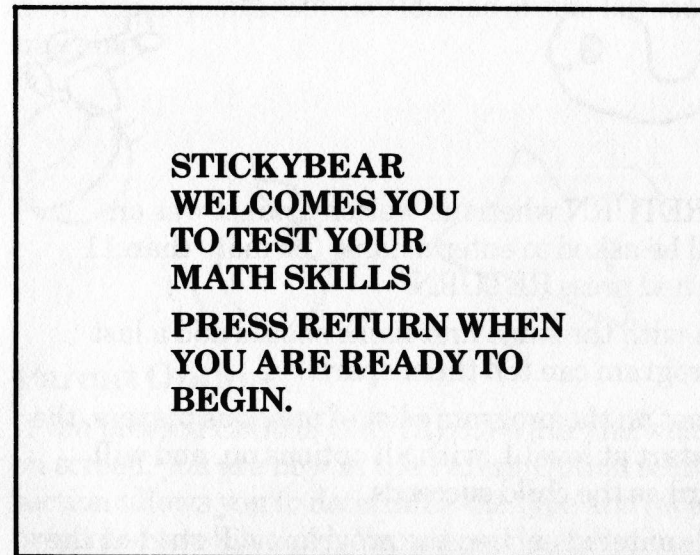 STICKYBEAR
WELCOMES YOU
TO TEST YOUR
MATH SKILLS
PRESS RETURN WHEN
YOU ARE READY TO
BEGIN.